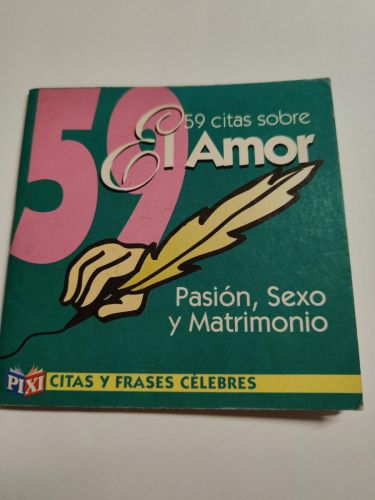 59
59 citas sobre
El Amor
Pasión, Sexo
y Matrimonio
PIXI CITAS Y FRASES CÉLEBRES